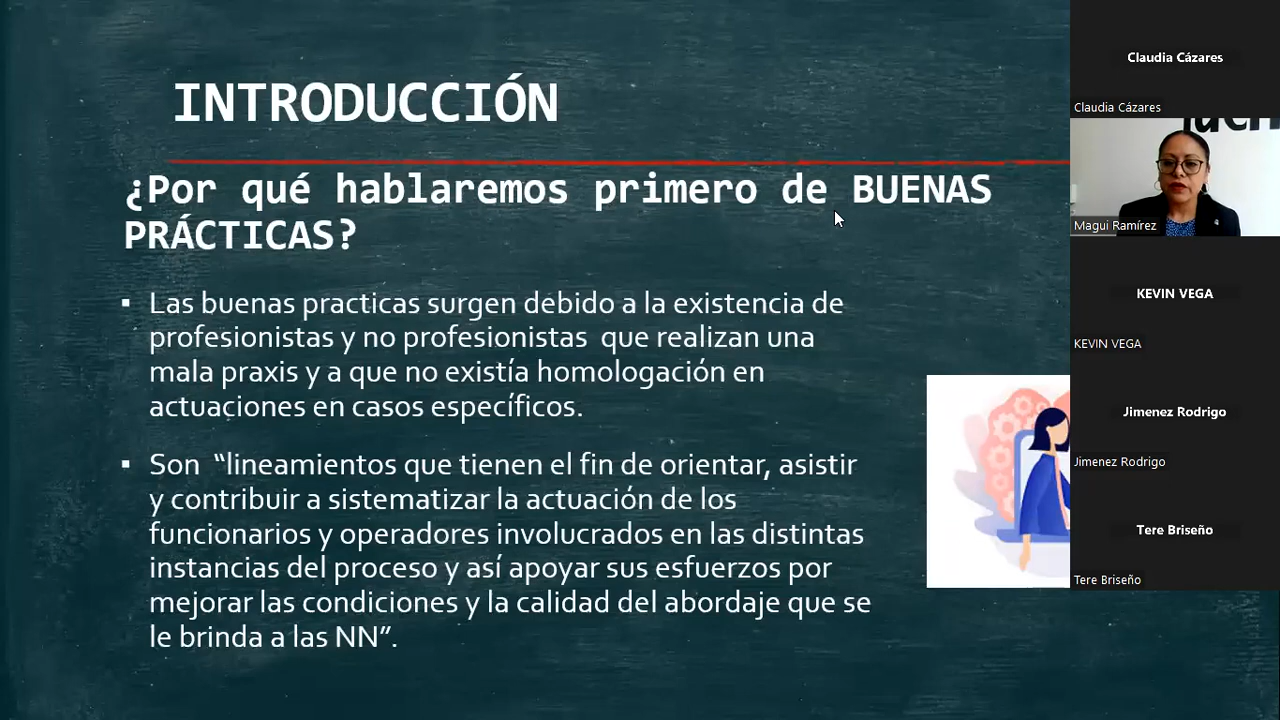 INTRODUCCIÓN
¿Por qué hablaremos primero de BUENAS
PRÁCTICAS?
▪ Las buenas practicas surgen debido a la existencia de
profesionistas y no profesionistas que realizan una
mala praxis y a que no existía homologación en
actuaciones en casos específicos.
▪ Son “lineamientos que tienen el fin de orientar, asistir
y contribuir a sistematizar la actuación de los
funcionarios y operadores involucrados en las distintas
instancias del proceso y así apoyar sus esfuerzos por
mejorar las condiciones y la calidad del abordaje que se
le brinda a las NN”.
Claudia Cázares
Claudia Cázares
Magui Ramírez
KEVIN VEGA
KEVIN VEGA
Jimenez Rodrigo
Jimenez Rodrigo
Tere Briseño
Tere Briseño